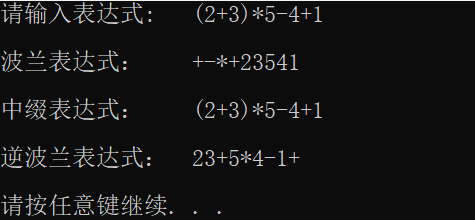 请输入表达式: (2+3)*5-4+1
波兰表达式: +-*+23541
中缀表达式: (2+3)*5-4+1
逆波兰表达式: 23+5*4-1+
请按任意键继续. . .